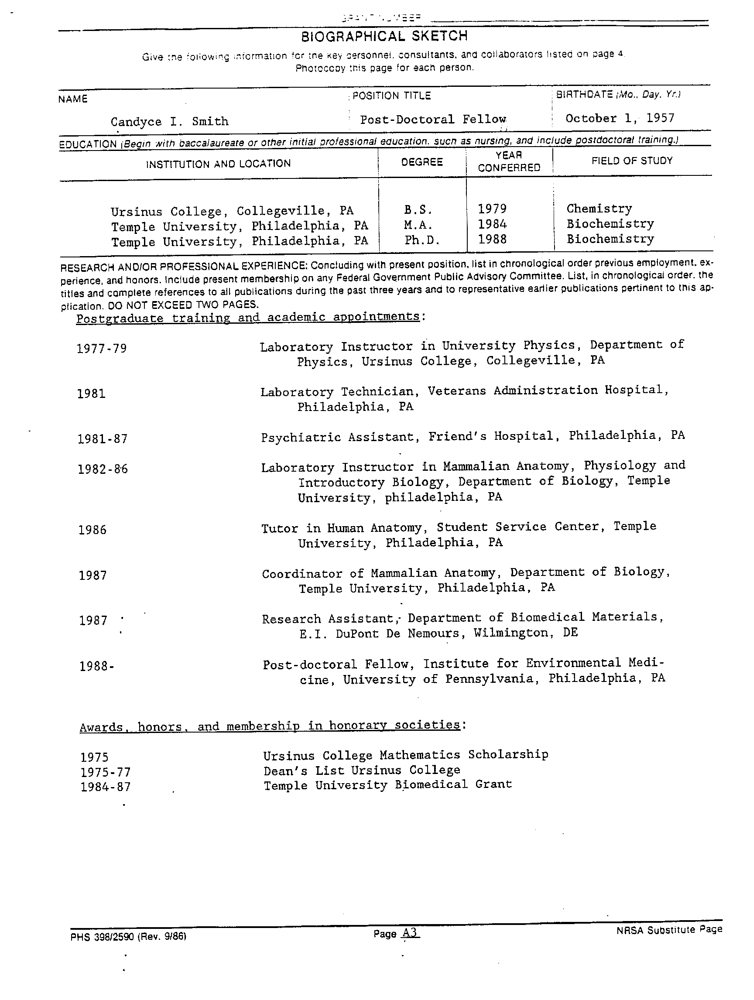 GRANT NUMBER
BIOGRAPHICAL SKETCH
Give the following information for the key personnel, consultants, and collaborators listed on page 4.
Photocopy this page for each person.
NAME
POSITION TITLE
BIRTHDATE (Mo., Day, Yr.)
Candyce I. Smith
Post-Doctoral Fellow
October 1, 1957
EDUCATION (Begin with baccalaureate or other initial professional education, such as nursing, and include postdoctoral training.)
INSTITUTION AND LOCATION
DEGREE
YEAR
CONFERRED
FIELD OF STUDY
Ursinus College, Collegeville, PA B.S. 1979 Chemistry
Temple University, Philadelphia, PA M.A. 1984 Biochemistry
Temple University, Philadelphia, PA Ph.D. 1988 Biochemistry
RESEARCH AND/OR PROFESSIONAL EXPERIENCE: Concluding with present position, list in chronological order previous employment, ex-
perience, and honors. Include present membership on any Federal Government Public Advisory Committee. List, in chronological order, the
titles and complete references to all publications during the past three years and to representative earlier publications pertinent to this ap-
plication. DO NOT EXCEED TWO PAGES.
Postgraduate training and academic appointments:
1977-79 Laboratory Instructor in University Physics, Department of
Physics, Ursinus College, Collegeville, PA
1981 Laboratory Technician, Veterans Administration Hospital,
Philadelphia, PA
1981-87 Psychiatric Assistant, Friend's Hospital, Philadelphia, PA
1982-86 Laboratory Instructor in Mammalian Anatomy, Physiology and
Introductory Biology, Department of Biology, Temple
University, philadelphia, PA
1986 Tutor in Human Anatomy, Student Service Center, Temple
University, Philadelphia, PA
1987 Coordinator of Mammalian Anatomy, Department of Biology,
Temple University, Philadelphia, PA
1987 Research Assistant, Department of Biomedical Materials,
E.I. DuPont De Nemours, Wilmington, DE
1988- Post-doctoral Fellow, Institute for Environmental Medi-
cine, University of Pennsylvania, Philadelphia, PA
Awards, honors, and membership in honorary societies:
1975 Ursinus College Mathematics Scholarship
1975-77 Dean's List Ursinus College
1984-87 Temple University Biomedical Grant
PHS 398/2590 (Rev. 9/86)
Page A3
NRSA Substitute Page